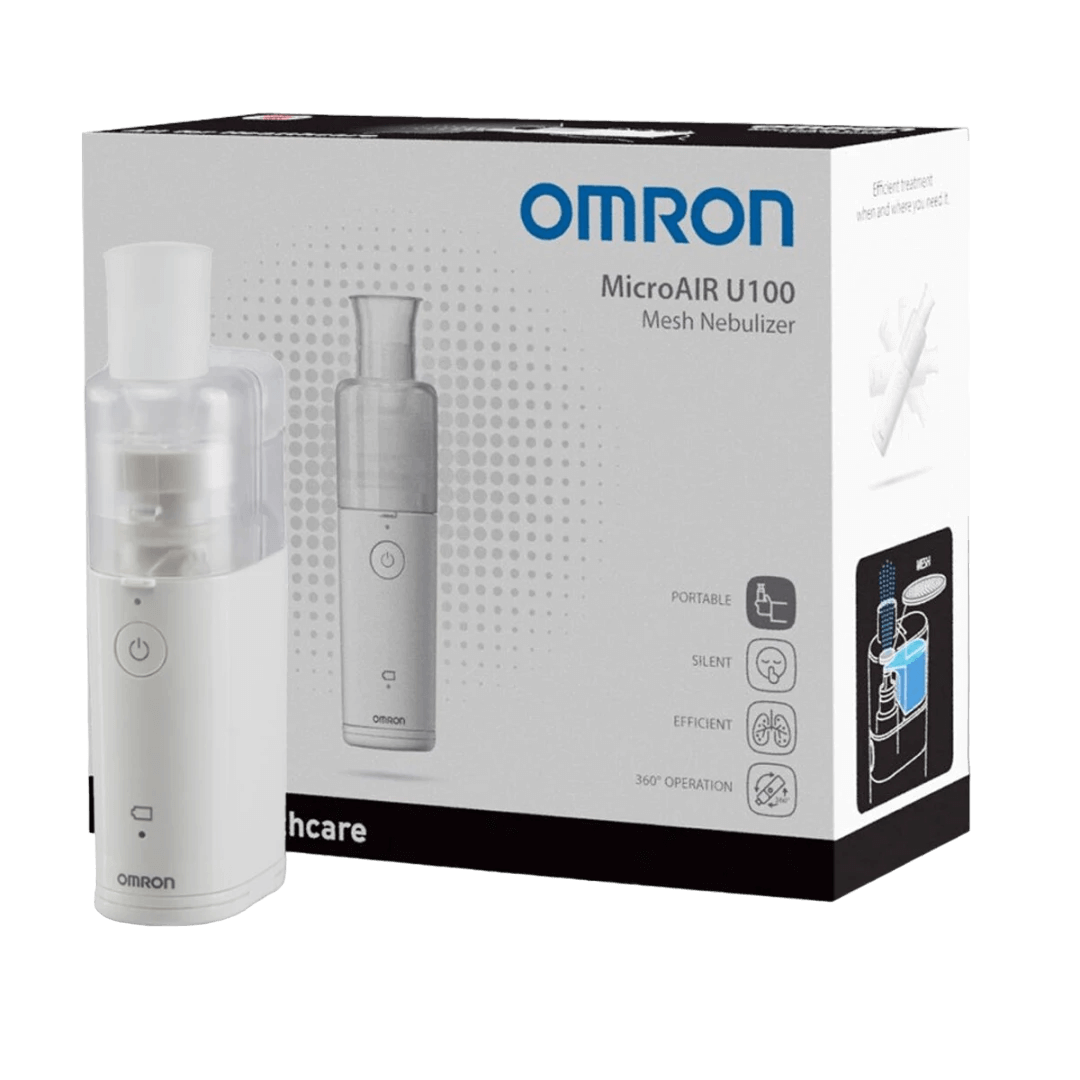 OMRON
MicroAIR U100
Mesh Nebulizer
PORTABLE
SILENT
EFFICIENT
360° OPERATION
360°
OMRON
hcare
OMRON
Efficient treatment
when and where you need it.
MESH